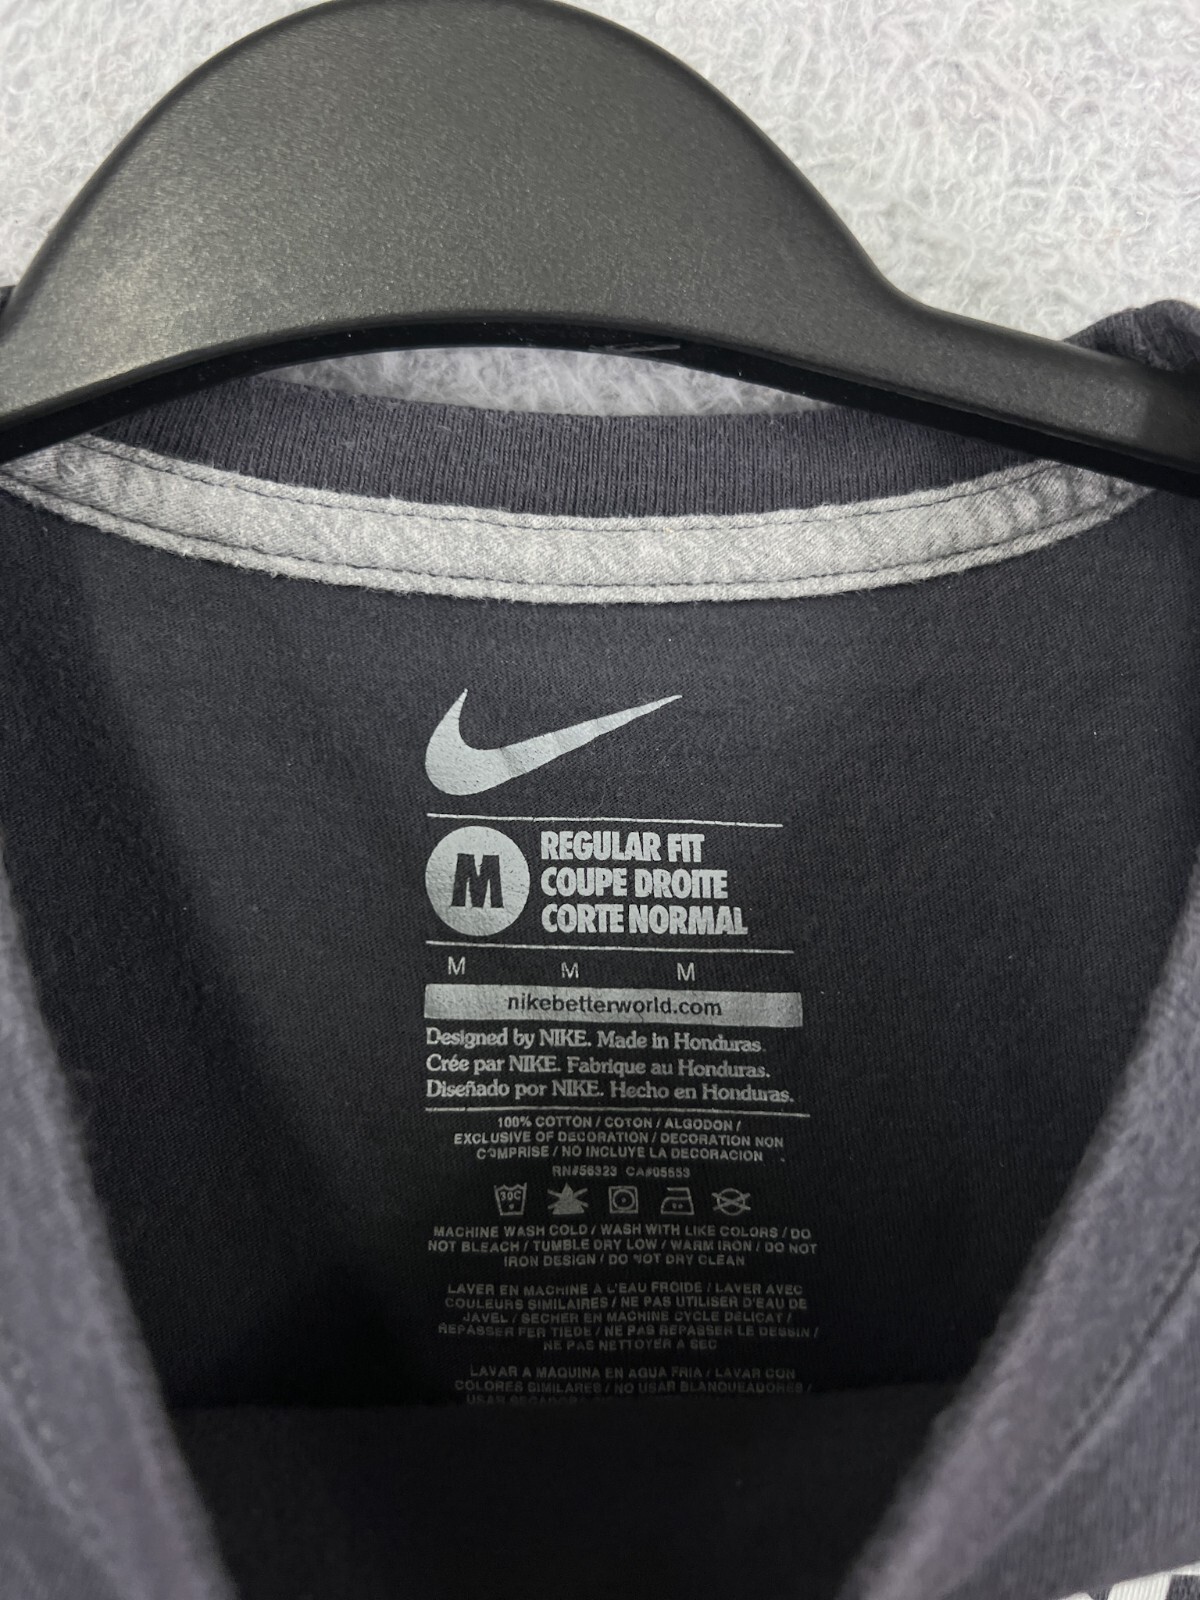 M
REGULAR FIT
COUPE DROITE
CORTE NORMAL
M M M
nikebetterworld.com
Designed by NIKE. Made in Honduras.
Crée par NIKE. Fabrique au Honduras.
Diseñado por NIKE. Hecho en Honduras.
100% COTTON / COTON / ALGODON /
EXCLUSIVE OF DECORATION / DECORATION NON
COMPRISE / NO INCLUYE LA DECORACION
RN#56323 CA#05553
30C
MACHINE WASH COLD / WASH WITH LIKE COLORS / DO
NOT BLEACH / TUMBLE DRY LOW / WARM IRON / DO NOT
IRON DESIGN / DO NOT DRY CLEAN
LAVER EN MACHINE A L'EAU FROIDE / LAVER AVEC
COULEURS SIMILAIRES / NE PAS UTILISER D'EAU DE
JAVEL / SECHER EN MACHINE CYCLE DELICAT /
REPASSER FER TIEDE / NE PAS REPASSER LE DESSIN /
NE PAS NETTOYER A SEC
LAVAR A MAQUINA EN AGUA FRIA / LAVAR CON
COLORES SIMILARES / NO USAR BLANQUEADORES /